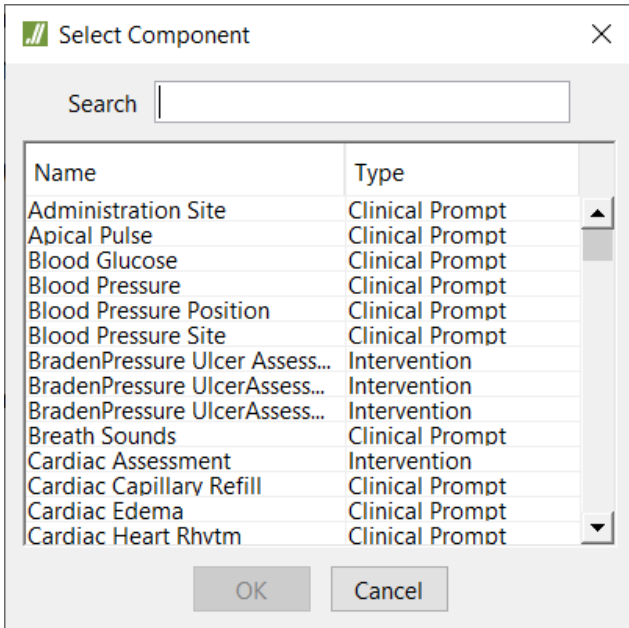 Select Component
Search
Name Type
Administration Site Clinical Prompt
Apical Pulse Clinical Prompt
Blood Glucose Clinical Prompt
Blood Pressure Clinical Prompt
Blood Pressure Position Clinical Prompt
Blood Pressure Site Clinical Prompt
BradenPressure Ulcer Assess... Intervention
BradenPressure UlcerAssess... Intervention
BradenPressure UlcerAssess... Intervention
Breath Sounds Clinical Prompt
Cardiac Assessment Intervention
Cardiac Capillary Refill Clinical Prompt
Cardiac Edema Clinical Prompt
Cardiac Heart Rhytm Clinical Prompt
OK Cancel